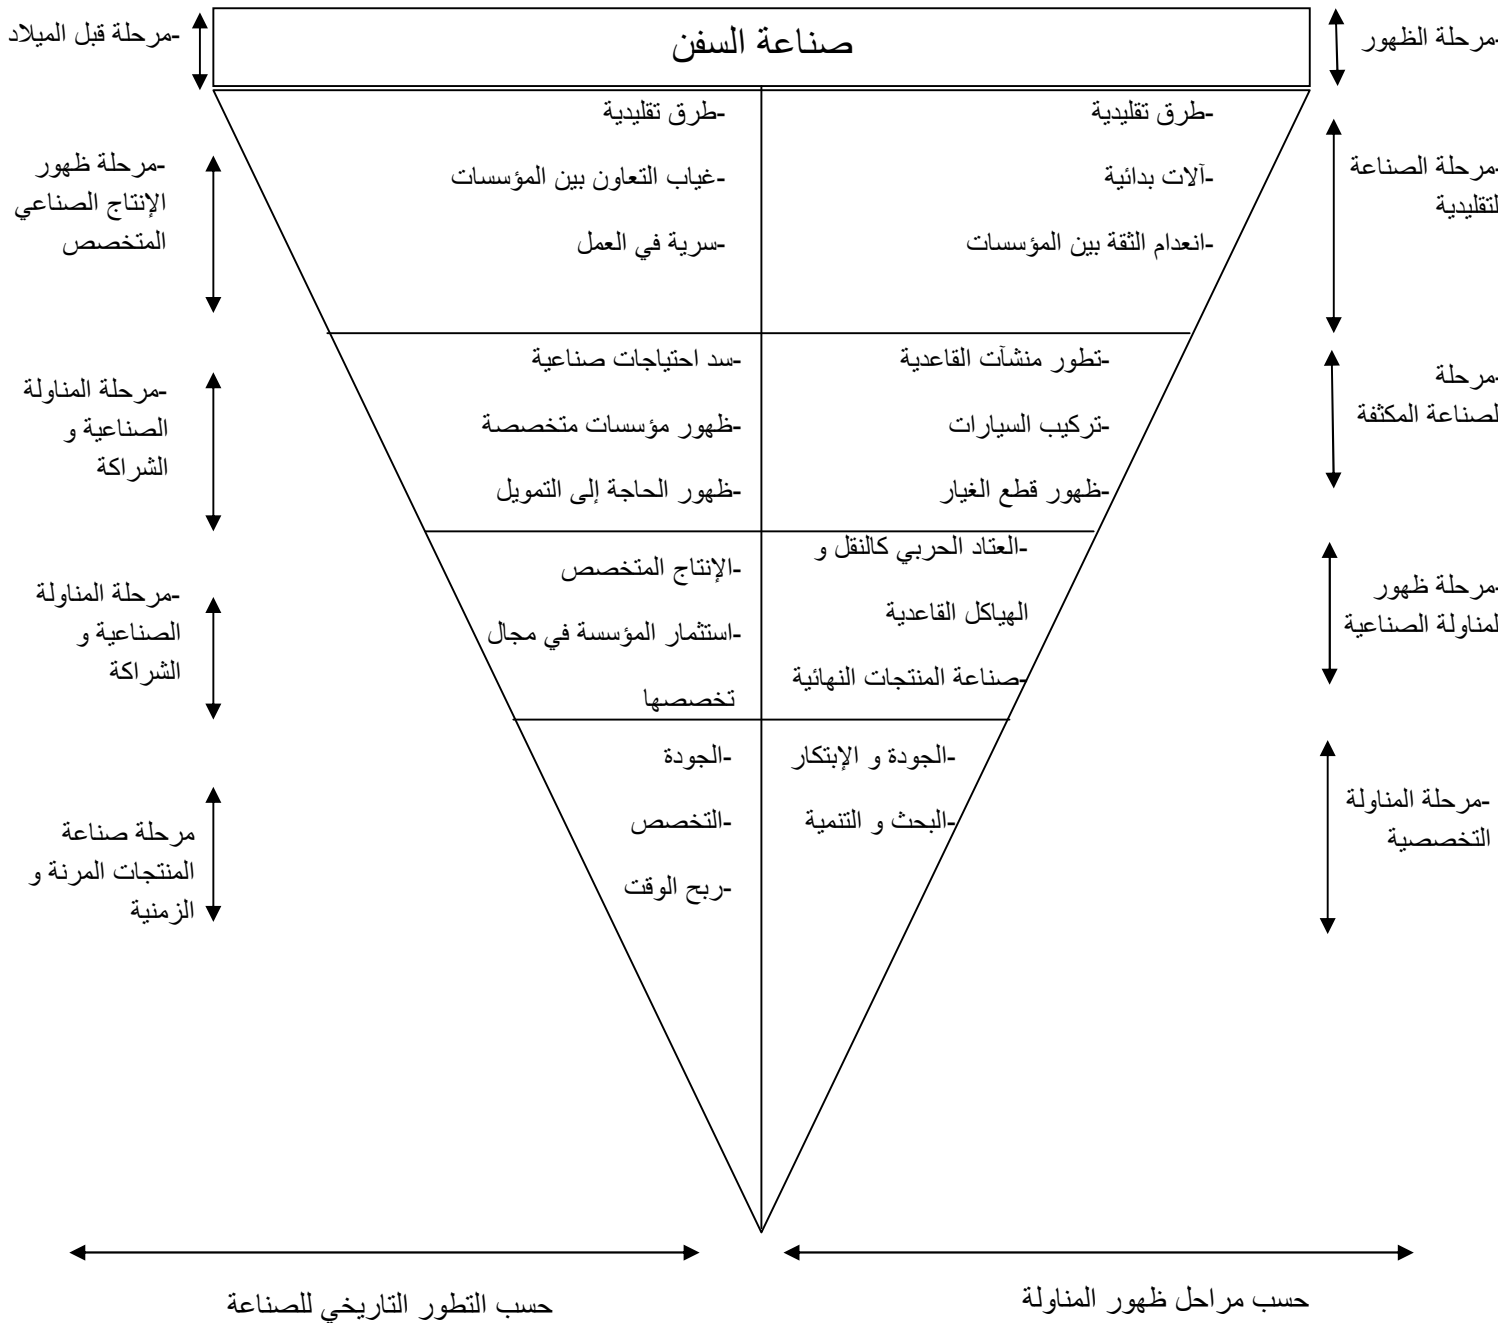 صناعة السفن
-مرحلة الظهور
-مرحلة قبل الميلاد
-مرحلة الصناعة
لتقليدية
-طرق تقليدية
-آلات بدائية
-انعدام الثقة بين المؤسسات
-طرق تقليدية
-غياب التعاون بين المؤسسات
-سرية في العمل
-مرحلة ظهور
الإنتاج الصناعي
المتخصص
-مرحلة
لصناعة المكثفة
-تطور منشآت القاعدية
-تركيب السيارات
-ظهور قطع الغيار
-سد احتياجات صناعية
-ظهور مؤسسات متخصصة
-ظهور الحاجة إلى التمويل
-مرحلة المناولة
الصناعية و
الشراكة
-مرحلة ظهور
لمناولة الصناعية
-العتاد الحربي كالنقل و
الهياكل القاعدية
-صناعة المنتجات النهائية
-الإنتاج المتخصص
-استثمار المؤسسة في مجال
تخصصها
-مرحلة المناولة
الصناعية و
الشراكة
-مرحلة المناولة
التخصصية
-الجودة و الإبتكار
-البحث و التنمية
-الجودة
-التخصص
-ربح الوقت
مرحلة صناعة
المنتجات المرنة و
الزمنية
حسب مراحل ظهور المناولة
حسب التطور التاريخي للصناعة